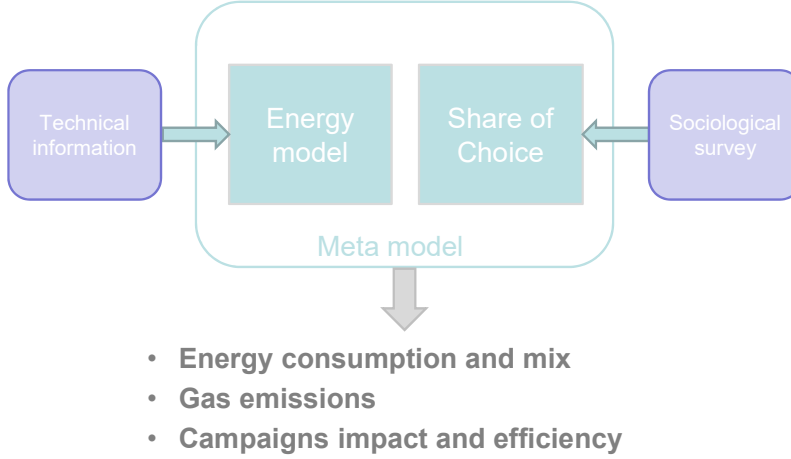 Technical
information
Energy
model
Share of
Choice
Sociological
survey
Meta model
• Energy consumption and mix
• Gas emissions
• Campaigns impact and efficiency